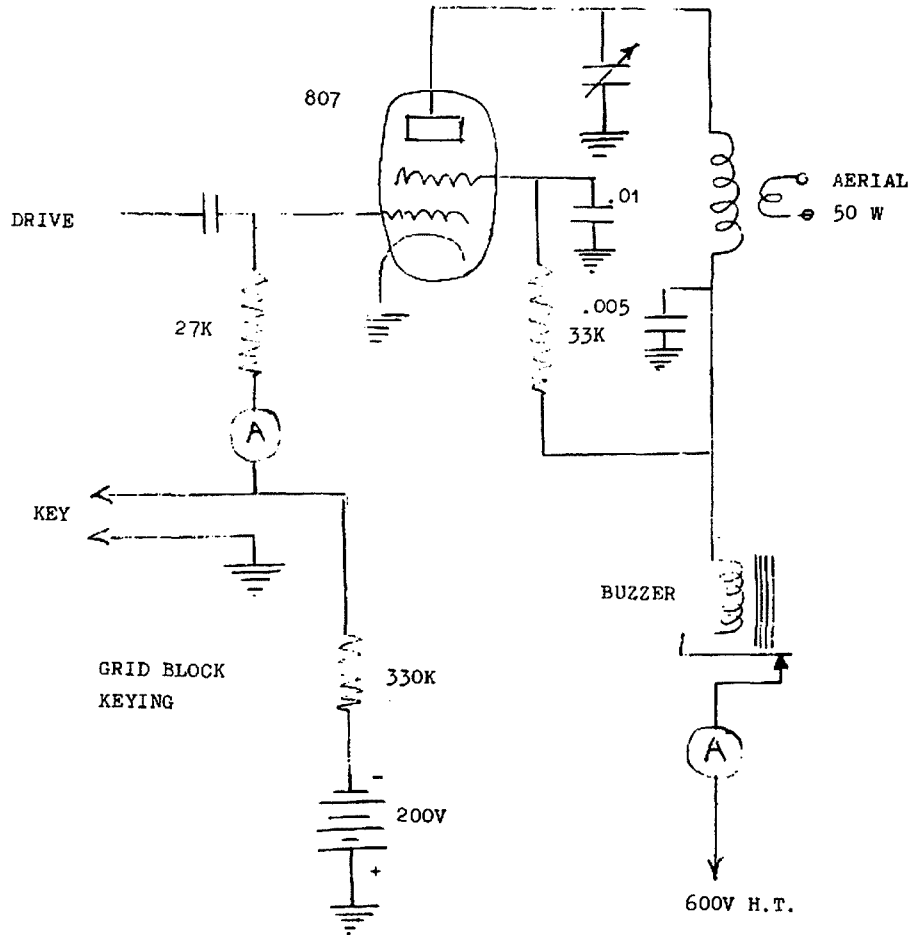 807
DRIVE
.01
AERIAL
50 W
27K
.005
33K
A
KEY
BUZZER
GRID BLOCK
KEYING
330K
A
-
200V
+
600V H.T.